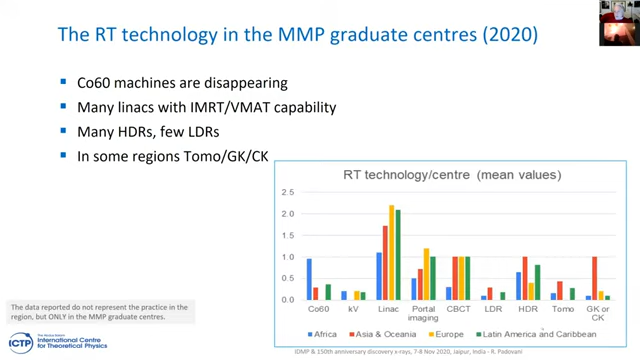 The RT technology in the MMP graduate centres (2020)
Co60 machines are disappearing
Many linacs with IMRT/VMAT capability
Many HDRs, few LDRs
In some regions Tomo/GK/CK
RT technology/centre (mean values)
2.5
2.0
1.5
1.0
0.5
0.0
Co60 kV Linac Portal imaging CBCT LDR HDR Tomo GK or CK
Africa Asia & Oceania Europe Latin America and Caribbean
The data reported do not represent the practice in the
region, but ONLY in the MMP graduate centres.
ICTP
International Centre
for Theoretical Physics
IDMP & 150th anniversary discovery x-rays, 7-8 Nov 2020, Jaipur, India - R. Padovani